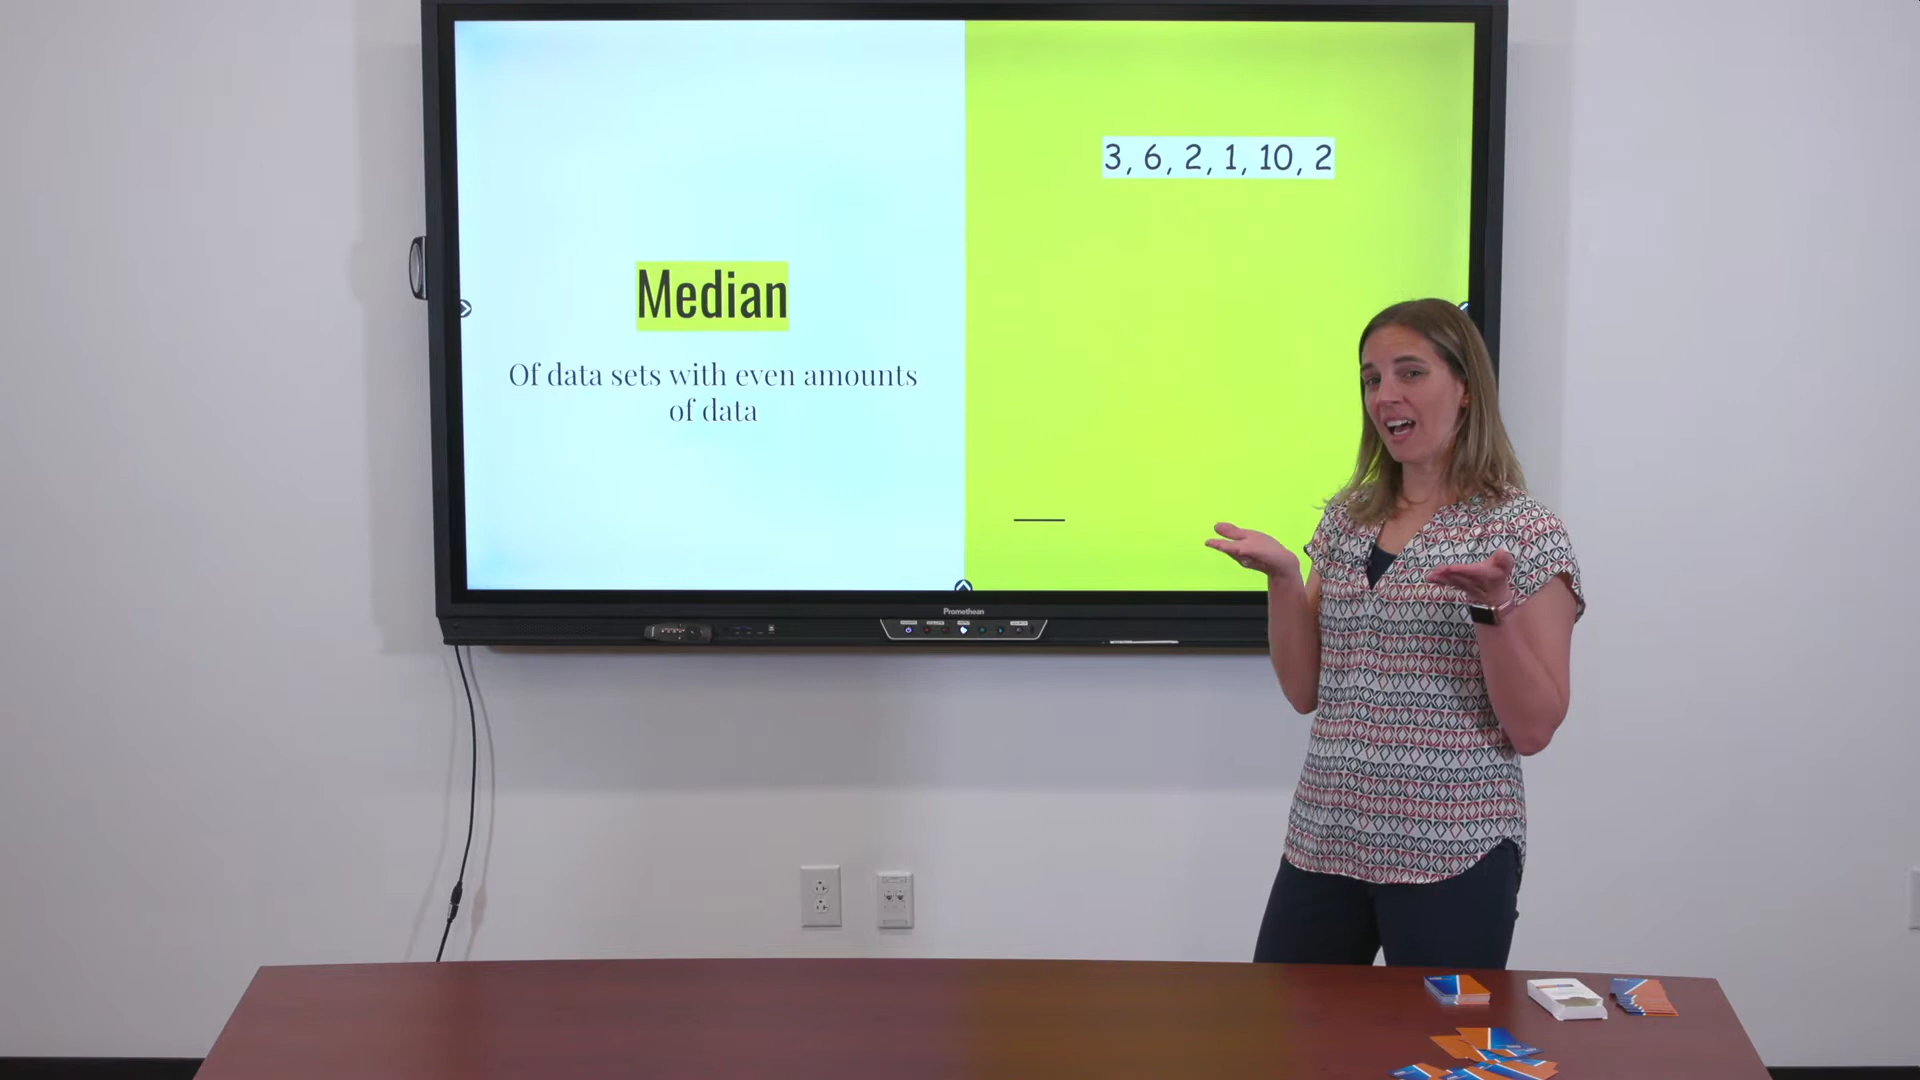 3, 6, 2, 1, 10, 2
Median
Of data sets with even amounts
of data
Promethean